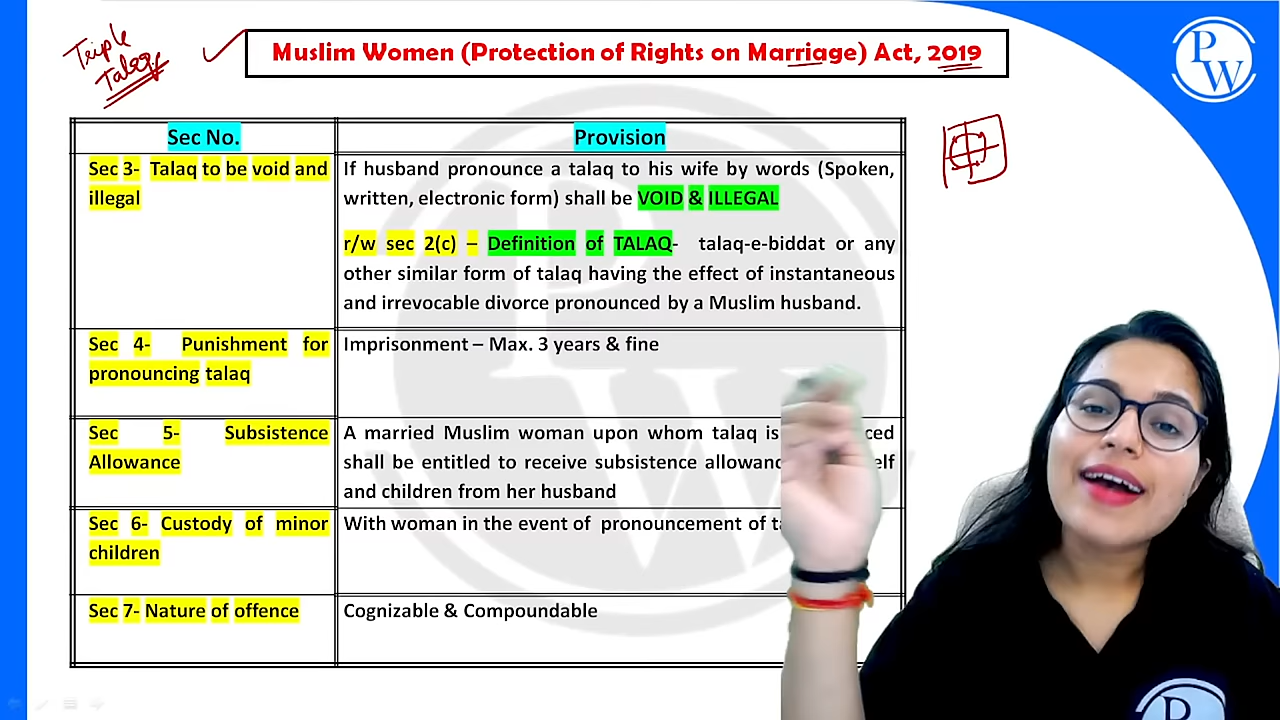 Triple
Talaq
Muslim Women (Protection of Rights on Marriage) Act, 2019
PW
Sec No.
Provision
Sec 3- Talaq to be void and
illegal
If husband pronounce a talaq to his wife by words (Spoken,
written, electronic form) shall be VOID & ILLEGAL
r/w sec 2(c) – Definition of TALAQ- talaq-e-biddat or any
other similar form of talaq having the effect of instantaneous
and irrevocable divorce pronounced by a Muslim husband.
Sec 4- Punishment for
pronouncing talaq
Imprisonment – Max. 3 years & fine
Sec 5- Subsistence
Allowance
A married Muslim woman upon whom talaq is ced
shall be entitled to receive subsistence allowanc elf
and children from her husband
Sec 6- Custody of minor
children
With woman in the event of pronouncement of t
Sec 7- Nature of offence
Cognizable & Compoundable
PW